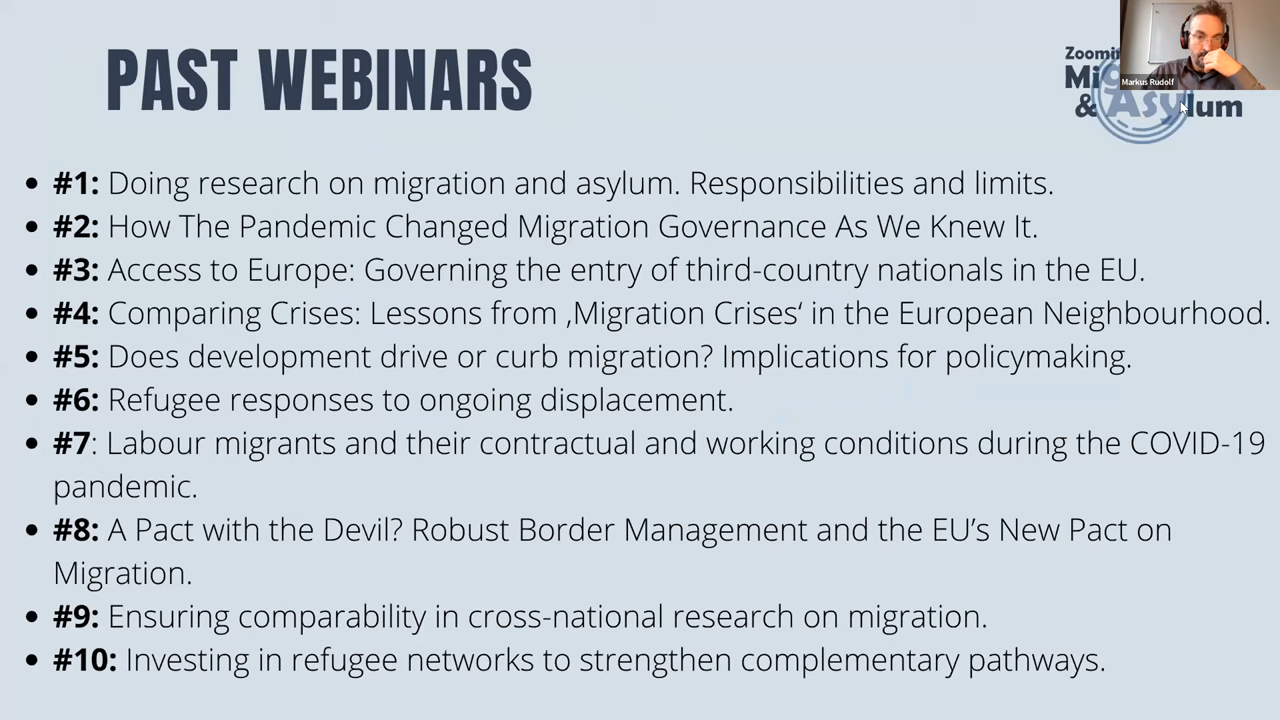 PAST WEBINARS
Zoomi
Mi
& Asylum
Markus Rudolf
• #1: Doing research on migration and asylum. Responsibilities and limits.
• #2: How The Pandemic Changed Migration Governance As We Knew It.
• #3: Access to Europe: Governing the entry of third-country nationals in the EU.
• #4: Comparing Crises: Lessons from ‚Migration Crises‘ in the European Neighbourhood.
• #5: Does development drive or curb migration? Implications for policymaking.
• #6: Refugee responses to ongoing displacement.
• #7: Labour migrants and their contractual and working conditions during the COVID-19
pandemic.
• #8: A Pact with the Devil? Robust Border Management and the EU’s New Pact on
Migration.
• #9: Ensuring comparability in cross-national research on migration.
• #10: Investing in refugee networks to strengthen complementary pathways.